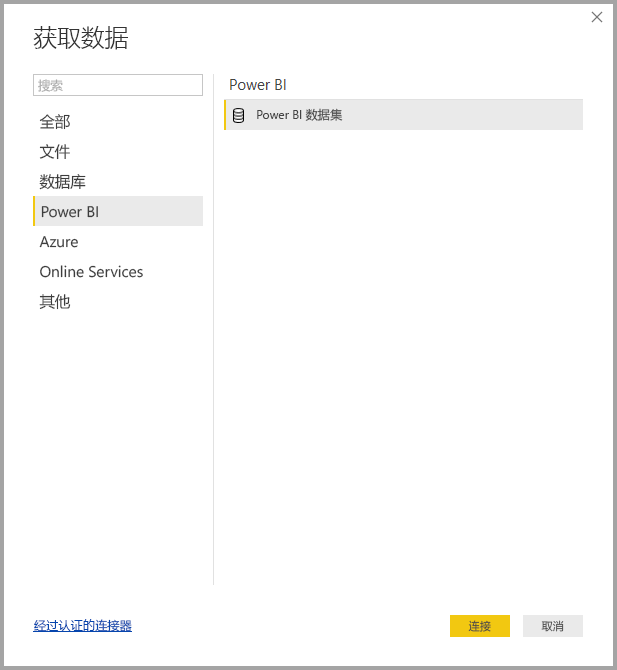 获取数据
搜索
全部
文件
数据库
Power BI
Azure
Online Services
其他
Power BI
Power BI 数据集
经过认证的连接器
连接
取消